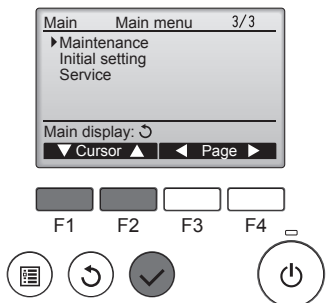 Main Main menu 3/3
Maintenance
Initial setting
Service
Main display:
Cursor Page
F1 F2 F3 F4